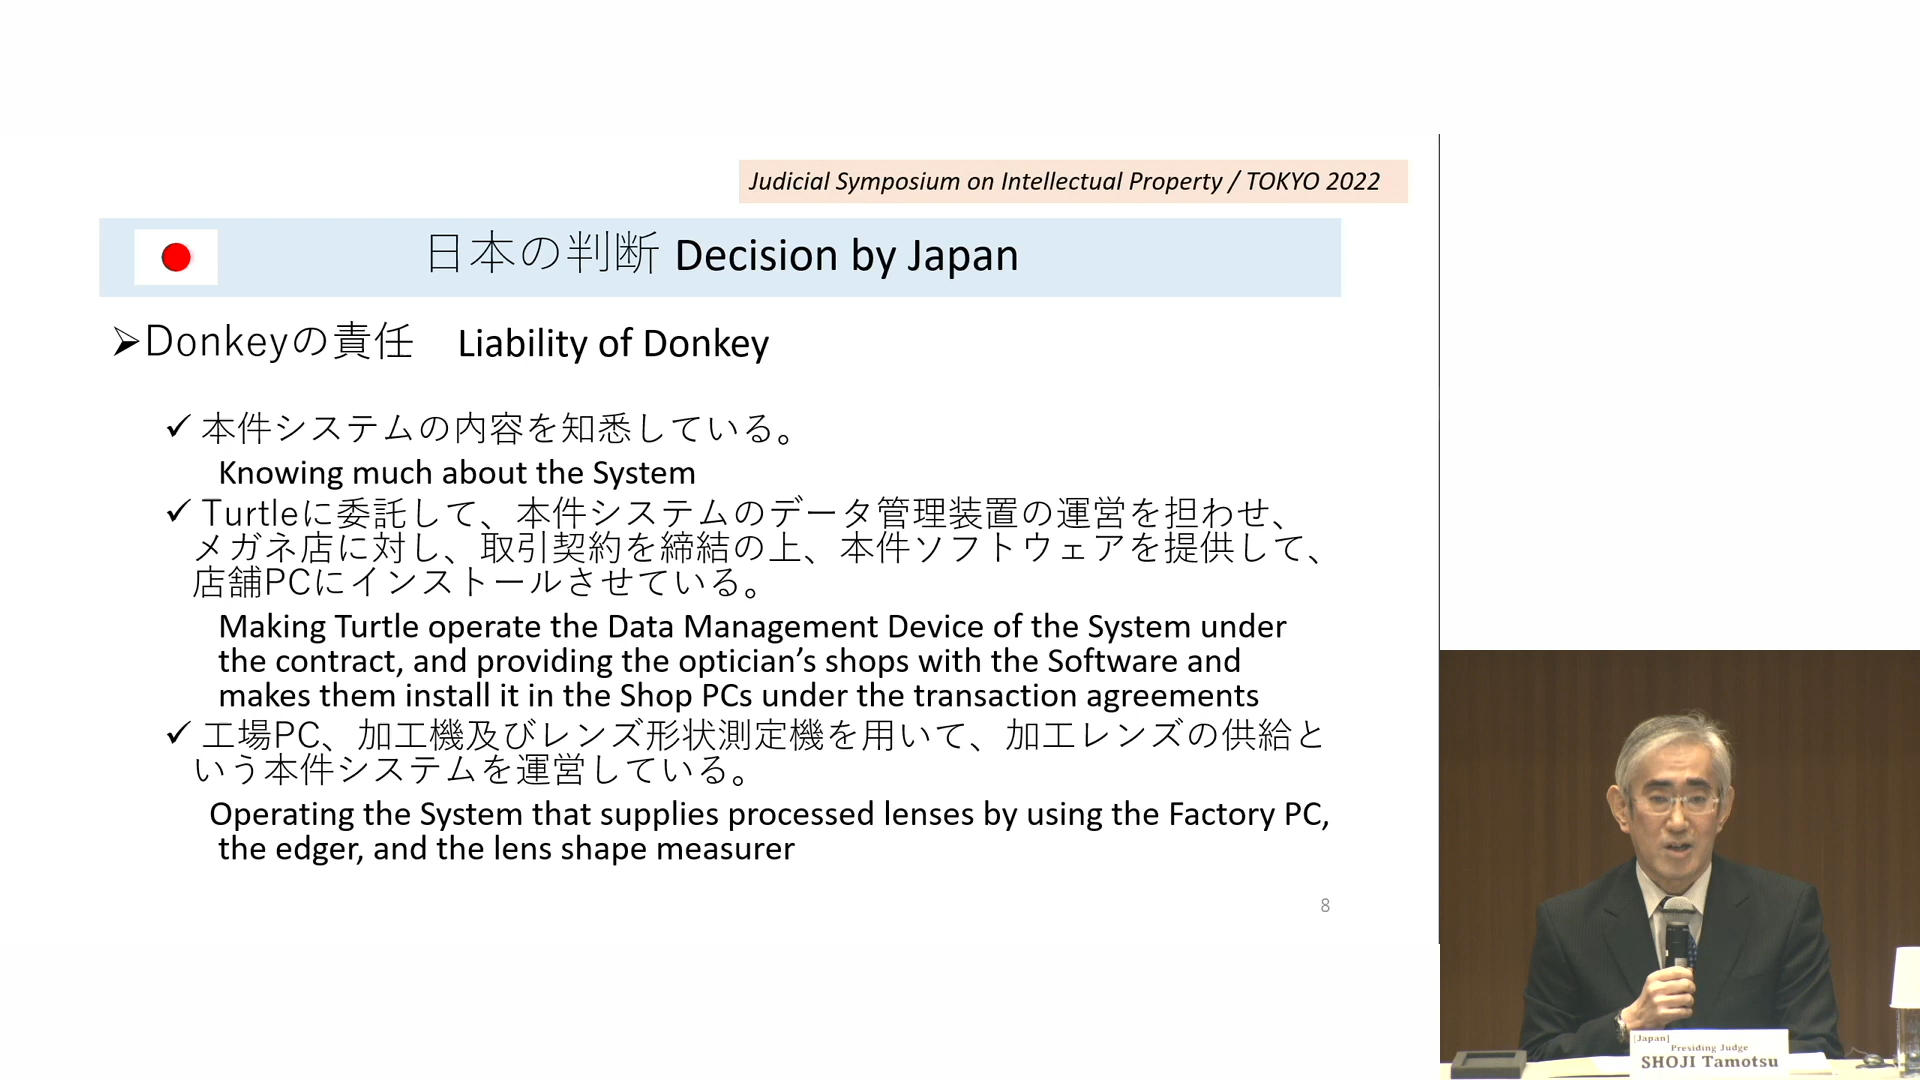 Judicial Symposium on Intellectual Property / TOKYO 2022
日本の判断 Decision by Japan
➢Donkeyの責任 Liability of Donkey
✓本件システムの内容を知悉している。
Knowing much about the System
✓Turtleに委託して、本件システムのデータ管理装置の運営を担わせ、
メガネ店に対し、取引契約を締結の上、本件ソフトウェアを提供して、
店舗PCにインストールさせている。
Making Turtle operate the Data Management Device of the System under
the contract, and providing the optician’s shops with the Software and
makes them install it in the Shop PCs under the transaction agreements
✓工場PC、加工機及びレンズ形状測定機を用いて、加工レンズの供給と
いう本件システムを運営している。
Operating the System that supplies processed lenses by using the Factory PC,
the edger, and the lens shape measurer
8
[Japan]
Presiding Judge
SHOJI Tamotsu